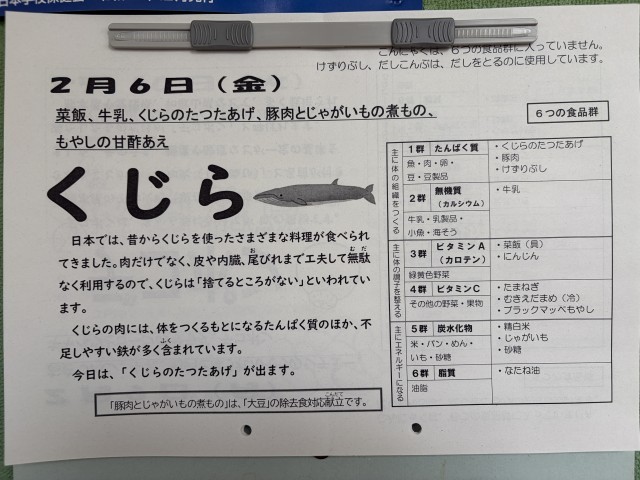 こんにゃくは、6つの食品群に入っていません。
けずりぶし、だしこんぶは、だしをとるのに使用しています。
2月6日（金）
菜飯、牛乳、くじらのたつたあげ、豚肉とじゃがいもの煮もの、
もやしの甘酢あえ
くじら
日本では、昔からくじらを使ったさまざまな料理が食べられ
てきました。肉だけでなく、皮や内臓、尾びれまで工夫して無駄
なく利用するので、くじらは「捨てるところがない」といわれてい
ます。
くじらの肉には、体をつくるもとになるたんぱく質のほか、不
足しやすい鉄が多く含まれています。
今日は、「くじらのたつたあげ」が出ます。
「豚肉とじゃがいもの煮もの」は、「大豆」の除去食対応献立です。
6つの食品群
主に体の組織をつくる
1群 たんぱく質
魚・肉・卵・
豆・豆製品
・くじらのたつたあげ
・豚肉
・けずりぶし
2群 無機質
（カルシウム）
牛乳・乳製品・
小魚・海そう
・牛乳
主に体の調子を整える
3群 ビタミンA
（カロテン）
緑黄色野菜
・菜飯（具）
・にんじん
4群 ビタミンC
その他の野菜・果物
・たまねぎ
・むきえだまめ（冷）
・ブラックマッペもやし
主にエネルギーになる
5群 炭水化物
米・パン・めん・
いも・砂糖
・精白米
・じゃがいも
・砂糖
6群 脂質
油脂
・なたね油